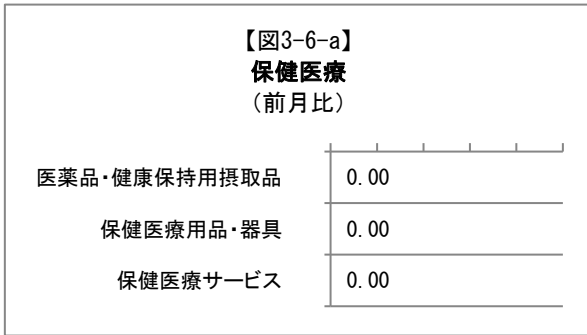 【図3-6-a】
保健医療
（前月比）
医薬品・健康保持用摂取品 0.00
保健医療用品・器具 0.00
保健医療サービス 0.00